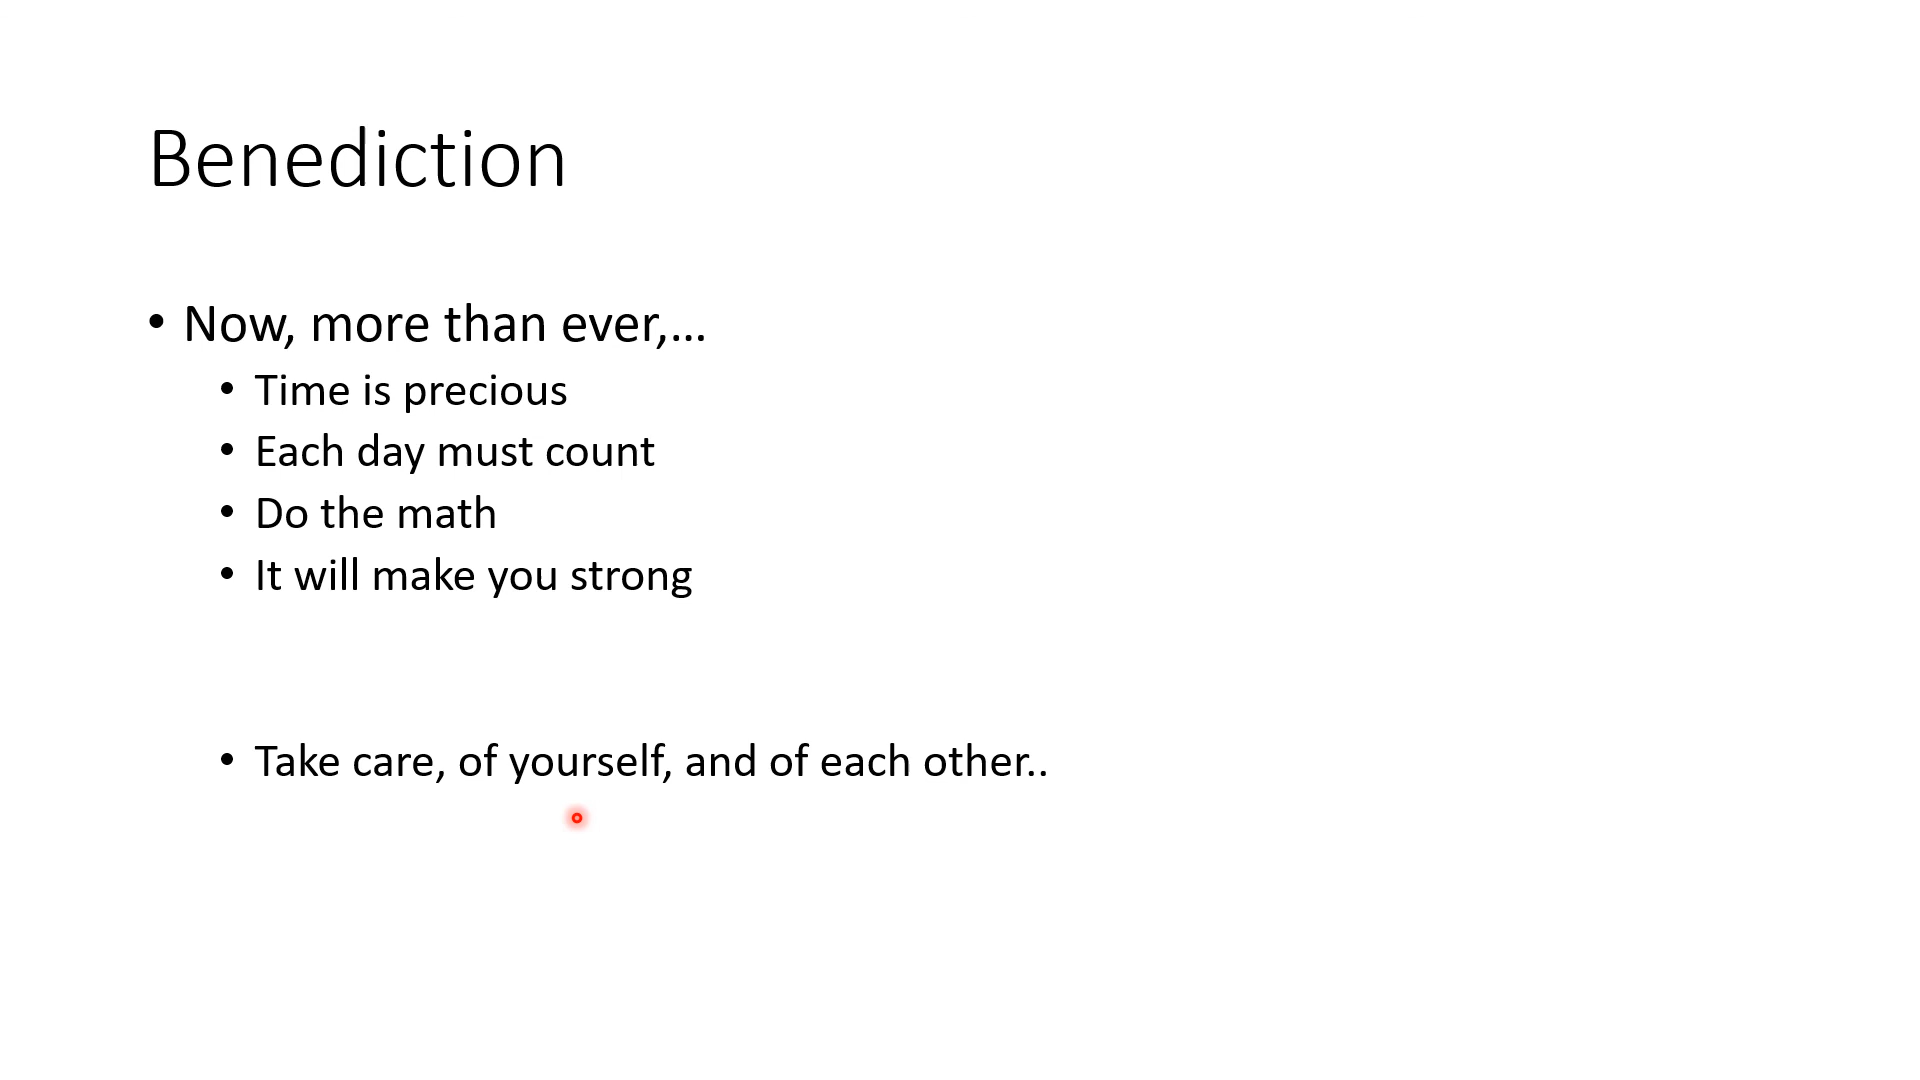 Benediction
• Now, more than ever,...
• Time is precious
• Each day must count
• Do the math
• It will make you strong
• Take care, of yourself, and of each other..